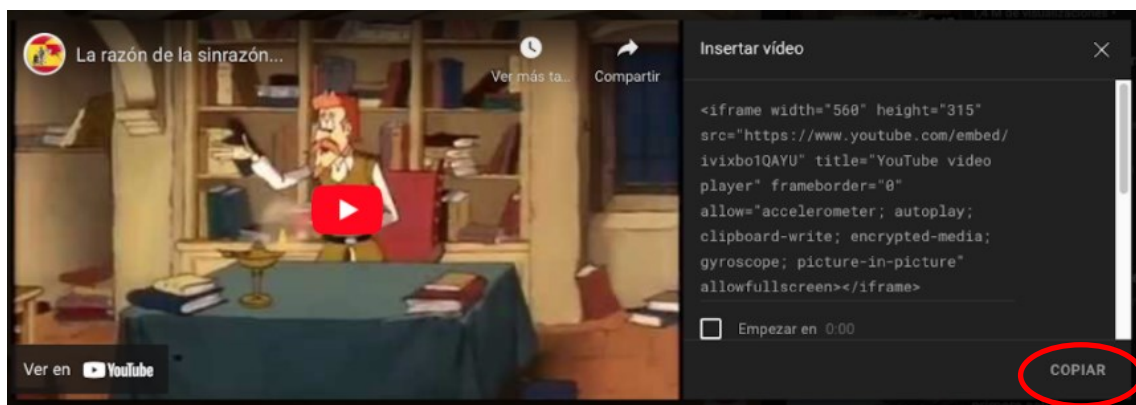 La razón de la sinrazón...
Ver más ta...
Compartir
Ver en YouTube
Insertar vídeo
<iframe width="560" height="315"
src="https://www.youtube.com/embed/
ivixbo1QAYU" title="YouTube video
player" frameborder="0"
allow="accelerometer; autoplay;
clipboard-write; encrypted-media;
gyroscope; picture-in-picture"
allowfullscreen></iframe>
Empezar en 0:00
COPIAR